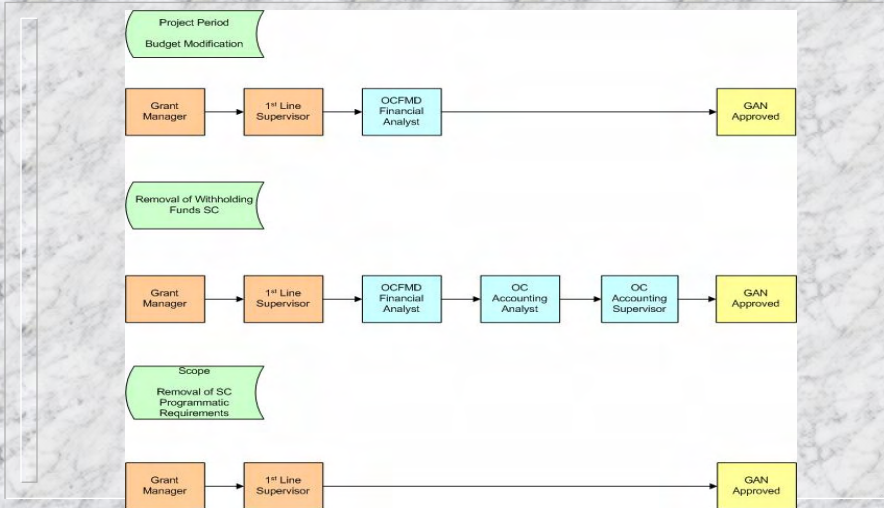 Project Period
Budget Modification
Grant
Manager
1st Line
Supervisor
OCFMD
Financial
Analyst
GAN
Approved
Removal of Withholding
Funds SC
Grant
Manager
1st Line
Supervisor
OCFMD
Financial
Analyst
OC
Accounting
Analyst
OC
Accounting
Supervisor
GAN
Approved
Scope
Removal of SC
Programmatic
Requirements
Grant
Manager
1st Line
Supervisor
GAN
Approved